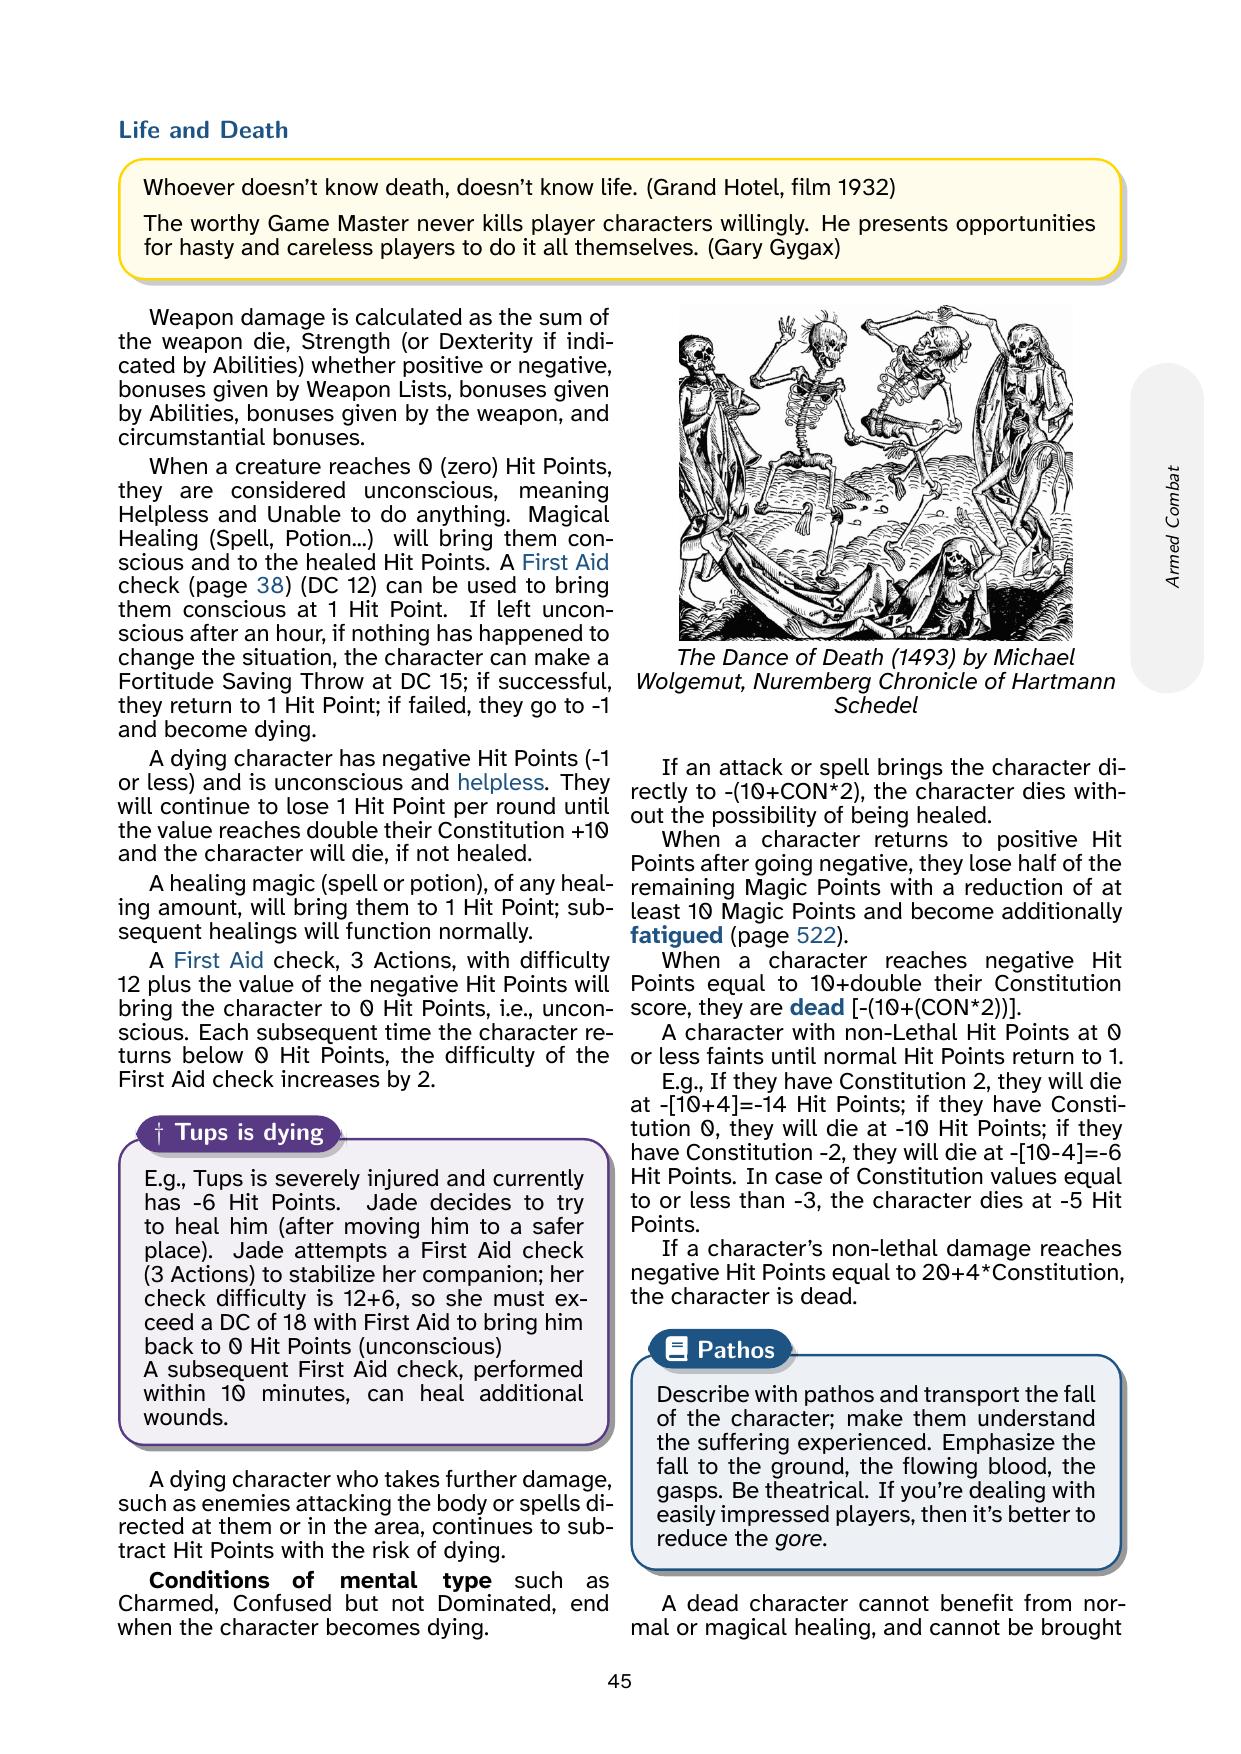 Life and Death
Whoever doesn't know death, doesn't know life. (Grand Hotel, film 1932)
The worthy Game Master never kills player characters willingly. He presents opportunities
for hasty and careless players to do it all themselves. (Gary Gygax)
Weapon damage is calculated as the sum of
the weapon die, Strength (or Dexterity if indi-
cated by Abilities) whether positive or negative,
bonuses given by Weapon Lists, bonuses given
by Abilities, bonuses given by the weapon, and
circumstantial bonuses.
When a creature reaches 0 (zero) Hit Points,
they are considered unconscious, meaning
Helpless and Unable to do anything. Magical
Healing (Spell, Potion...) will bring them con-
scious and to the healed Hit Points. A First Aid
check (page 38) (DC 12) can be used to bring
them conscious at 1 Hit Point. If left uncon-
scious after an hour, if nothing has happened to
change the situation, the character can make a
Fortitude Saving Throw at DC 15; if successful,
they return to 1 Hit Point; if failed, they go to -1
and become dying.
A dying character has negative Hit Points (-1
or less) and is unconscious and helpless. They
will continue to lose 1 Hit Point per round until
the value reaches double their Constitution +10
and the character will die, if not healed.
A healing magic (spell or potion), of any heal-
ing amount, will bring them to 1 Hit Point; sub-
sequent healings will function normally.
A First Aid check, 3 Actions, with difficulty
12 plus the value of the negative Hit Points will
bring the character to 0 Hit Points, i.e., uncon-
scious. Each subsequent time the character re-
turns below 0 Hit Points, the difficulty of the
First Aid check increases by 2.
† Tups is dying
E.g., Tups is severely injured and currently
has -6 Hit Points. Jade decides to try
to heal him (after moving him to a safer
place). Jade attempts a First Aid check
(3 Actions) to stabilize her companion; her
check difficulty is 12+6, so she must ex-
ceed a DC of 18 with First Aid to bring him
back to 0 Hit Points (unconscious)
A subsequent First Aid check, performed
within 10 minutes, can heal additional
wounds.
A dying character who takes further damage,
such as enemies attacking the body or spells di-
rected at them or in the area, continues to sub-
tract Hit Points with the risk of dying.
Conditions of mental type such as
Charmed, Confused but not Dominated, end
when the character becomes dying.
The Dance of Death (1493) by Michael
Wolgemut, Nuremberg Chronicle of Hartmann
Schedel
If an attack or spell brings the character di-
rectly to -(10+CON*2), the character dies with-
out the possibility of being healed.
When a character returns to positive Hit
Points after going negative, they lose half of the
remaining Magic Points with a reduction of at
least 10 Magic Points and become additionally
fatigued (page 522).
When a character reaches negative Hit
Points equal to 10+double their Constitution
score, they are dead [-(10+(CON*2))].
A character with non-Lethal Hit Points at 0
or less faints until normal Hit Points return to 1.
E.g., If they have Constitution 2, they will die
at -[10+4]=-14 Hit Points; if they have Consti-
tution 0, they will die at -10 Hit Points; if they
have Constitution -2, they will die at -[10-4]=-6
Hit Points. In case of Constitution values equal
to or less than -3, the character dies at -5 Hit
Points.
If a character's non-lethal damage reaches
negative Hit Points equal to 20+4*Constitution,
the character is dead.
Pathos
Describe with pathos and transport the fall
of the character; make them understand
the suffering experienced. Emphasize the
fall to the ground, the flowing blood, the
gasps. Be theatrical. If you're dealing with
easily impressed players, then it's better to
reduce the gore.
A dead character cannot benefit from nor-
mal or magical healing, and cannot be brought
Armed Combat
45